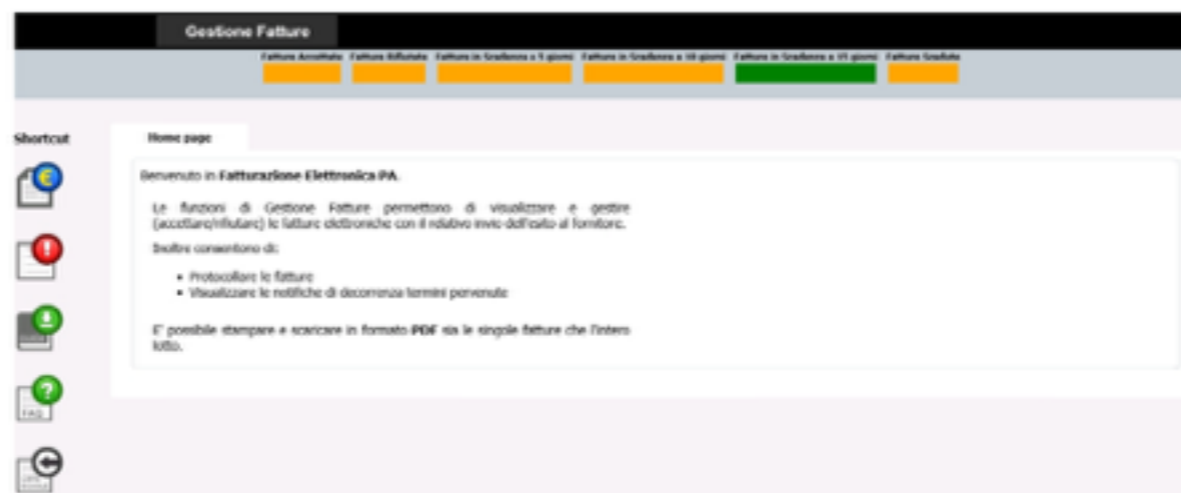 Gestione Fatture
Fatture Accettate Fatture Rifiutate Fatture in Scadenza a 5 giorni Fatture in Scadenza a 10 giorni Fatture in Scadenza a 15 giorni Fatture Scadute
Shortcut
Home page
Benvenuto in Fatturazione Elettronica PA.
Le funzioni di Gestione Fatture permettono di visualizzare e gestire
(accettare/rifiutare) le fatture elettroniche con il relativo invio dell'esito al fornitore.
Inoltre consentono di:
• Protocollare le fatture
• Visualizzare le notifiche di decorrenza termini pervenute
E' possibile stampare e scaricare in formato PDF sia le singole fatture che l'intero
lotto.
FAQ